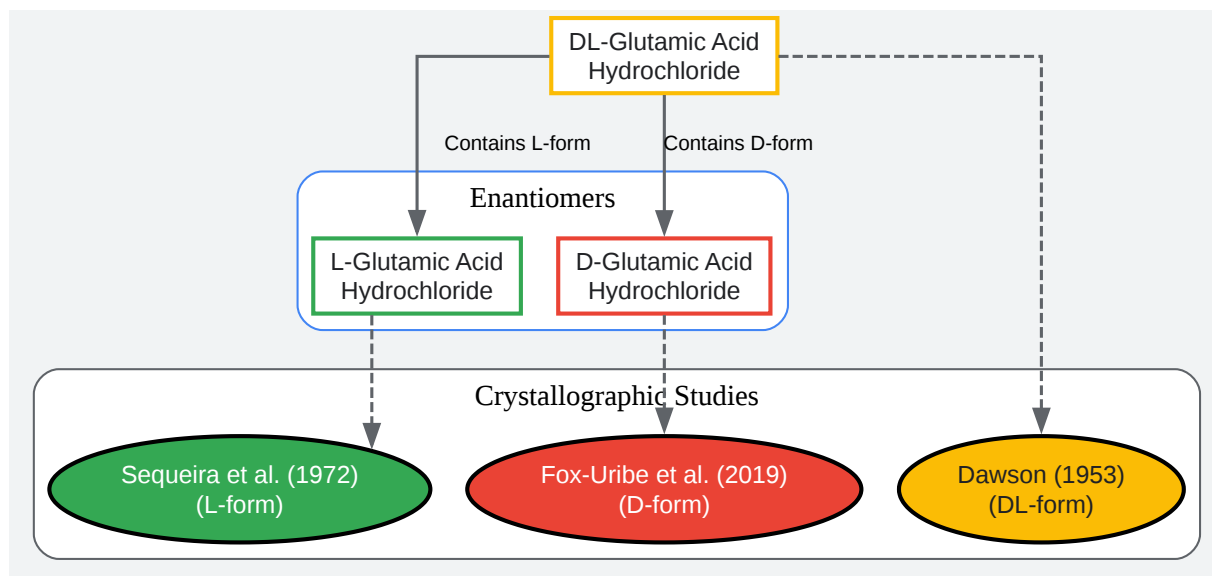 DL-Glutamic Acid
Hydrochloride
Contains L-form
Contains D-form
Enantiomers
L-Glutamic Acid
Hydrochloride
D-Glutamic Acid
Hydrochloride
Crystallographic Studies
Sequeira et al. (1972)
(L-form)
Fox-Uribe et al. (2019)
(D-form)
Dawson (1953)
(DL-form)